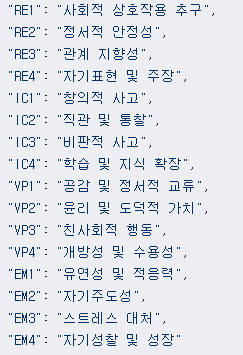 "RE1": "사회적 상호작용 추구",
"RE2": "정서적 안정성",
"RE3": "관계 지향성",
"RE4": "자기표현 및 주장",
"IC1": "창의적 사고",
"IC2": "직관 및 통찰",
"IC3": "비판적 사고",
"IC4": "학습 및 지식 확장",
"VP1": "공감 및 정서적 교류",
"VP2": "윤리 및 도덕적 가치",
"VP3": "친사회적 행동",
"VP4": "개방성 및 수용성",
"EM1": "유연성 및 적응력",
"EM2": "자기주도성",
"EM3": "스트레스 대처",
"EM4": "자기성찰 및 성장"